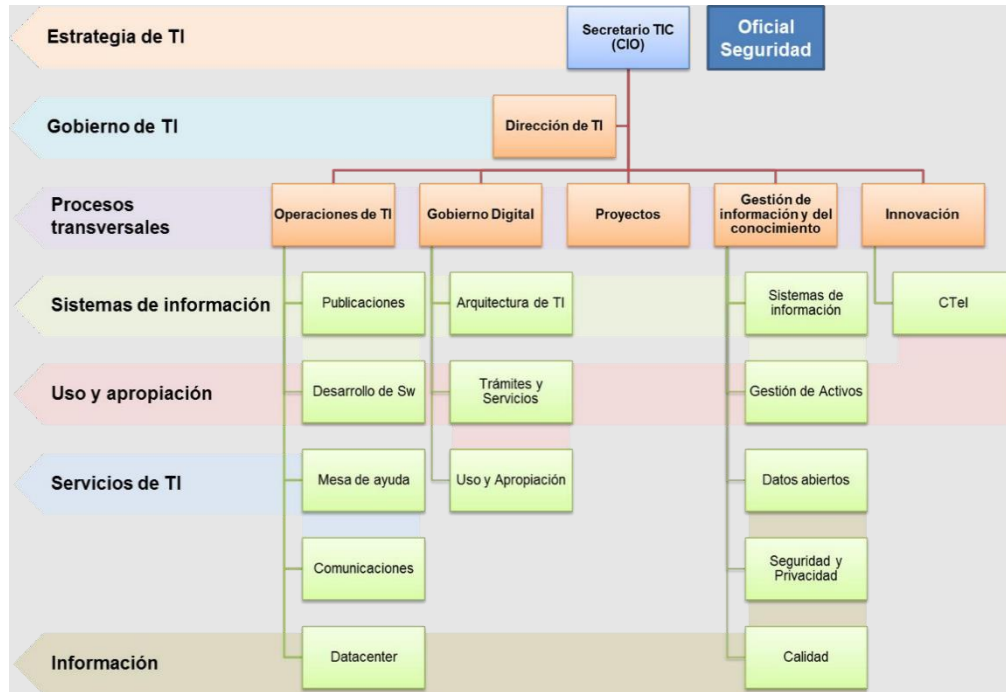 Estrategia de TI
Secretario TIC
(CIO)
Oficial
Seguridad
Gobierno de TI
Dirección de TI
Procesos
transversales
Operaciones de TI
Gobierno Digital
Proyectos
Gestión de
información y del
conocimiento
Innovación
Sistemas de información
Publicaciones
Arquitectura de TI
Sistemas de
información
CTeI
Uso y apropiación
Desarrollo de Sw
Trámites y
Servicios
Gestión de Activos
Servicios de TI
Mesa de ayuda
Uso y Apropiación
Datos abiertos
Comunicaciones
Seguridad y
Privacidad
Información
Datacenter
Calidad